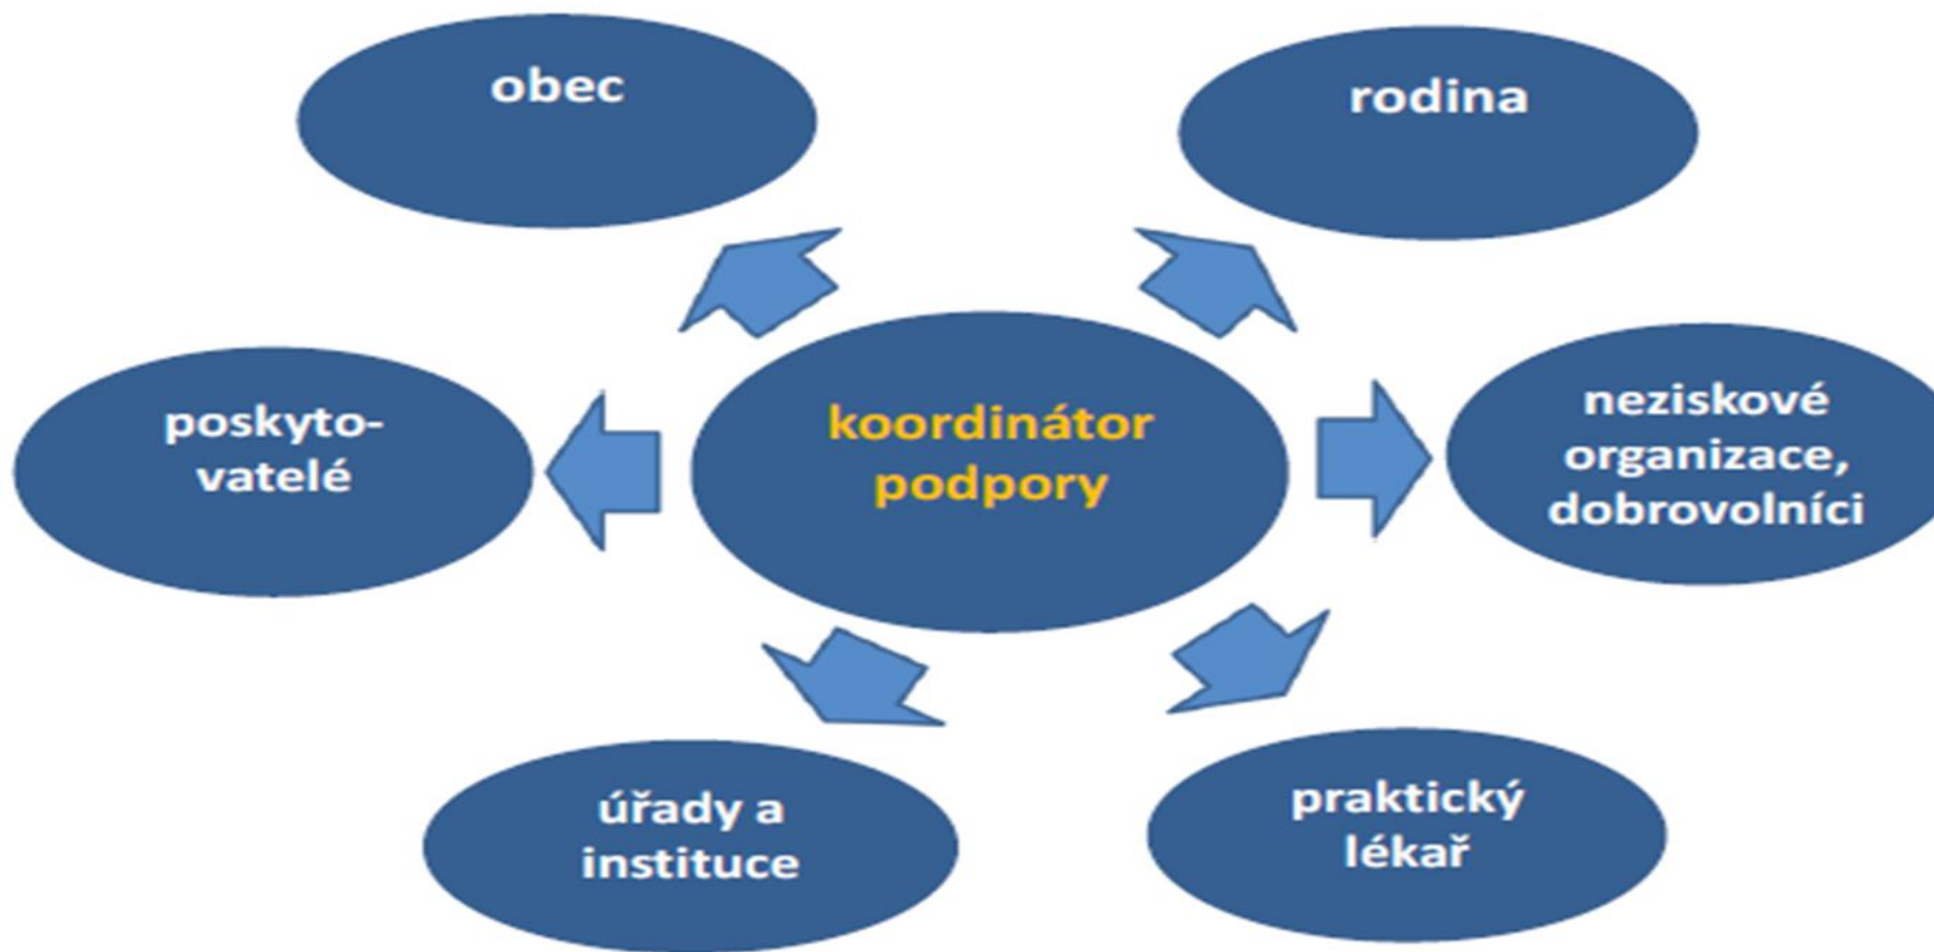 obec
rodina
poskyto-
vatelé
koordinátor
podpory
neziskové
organizace,
dobrovolníci
úřady a
instituce
praktický
lékař